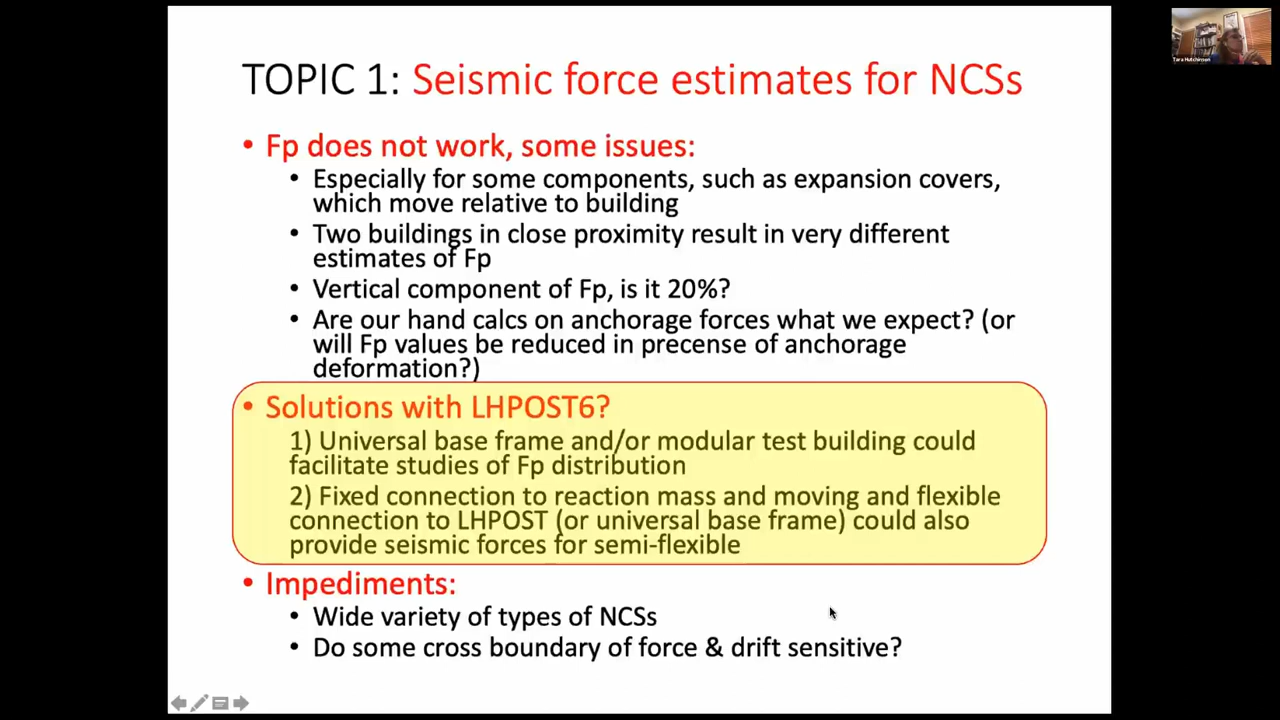 TOPIC 1: Seismic force estimates for NCSs
• Fp does not work, some issues:
• Especially for some components, such as expansion covers,
which move relative to building
• Two buildings in close proximity result in very different
estimates of Fp
• Vertical component of Fp, is it 20%?
• Are our hand calcs on anchorage forces what we expect? (or
will Fp values be reduced in precense of anchorage
deformation?)
• Solutions with LHPOST6?
1) Universal base frame and/or modular test building could
facilitate studies of Fp distribution
2) Fixed connection to reaction mass and moving and flexible
connection to LHPOST (or universal base frame) could also
provide seismic forces for semi-flexible
• Impediments:
• Wide variety of types of NCSs
• Do some cross boundary of force & drift sensitive?
Tara Hutchinson